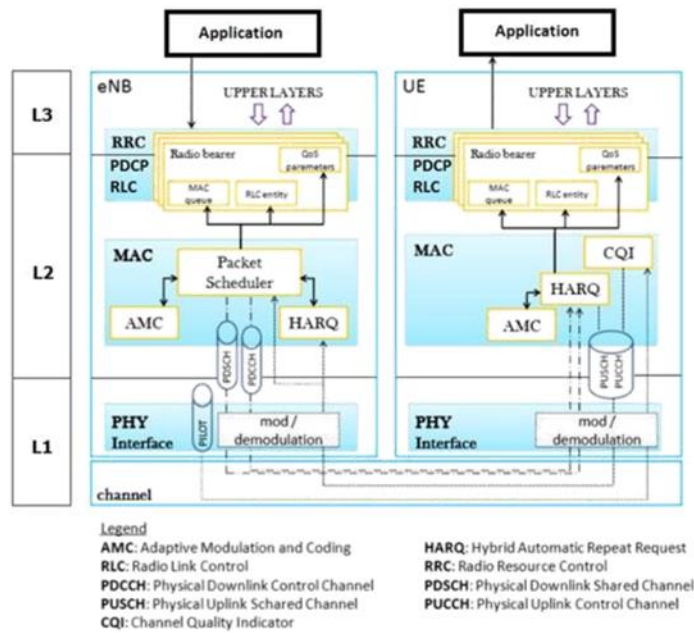 Application
Application
L3
L2
L1
eNB
UPPER LAYERS
RRC
PDCP
RLC
Radio bearer
QoS
paremeters
MAC
queue
RLC entity
MAC
Packet
Scheduler
AMC
HARQ
PDSCH
PDCCH
PILOT
PHY
Interface
mod /
demodulation
UE
UPPER LAYERS
RRC
PDCP
RLC
Radio bearer
QoS
paremeters
MAC
queue
RLC entity
MAC
CQI
HARQ
AMC
PUSCH
PUCCH
PHY
Interface
mod /
demodulation
channel
Legend
AMC: Adaptive Modulation and Coding
HARQ: Hybrid Automatic Repeat Request
RLC: Radio Link Control
RRC: Radio Resource Control
PDCCH: Physical Downlink Control Channel
PDSCH: Physical Downlink Shared Channel
PUSCH: Physical Uplink Schared Channel
PUCCH: Physical Uplink Control Channel
CQI: Channel Quality Indicator